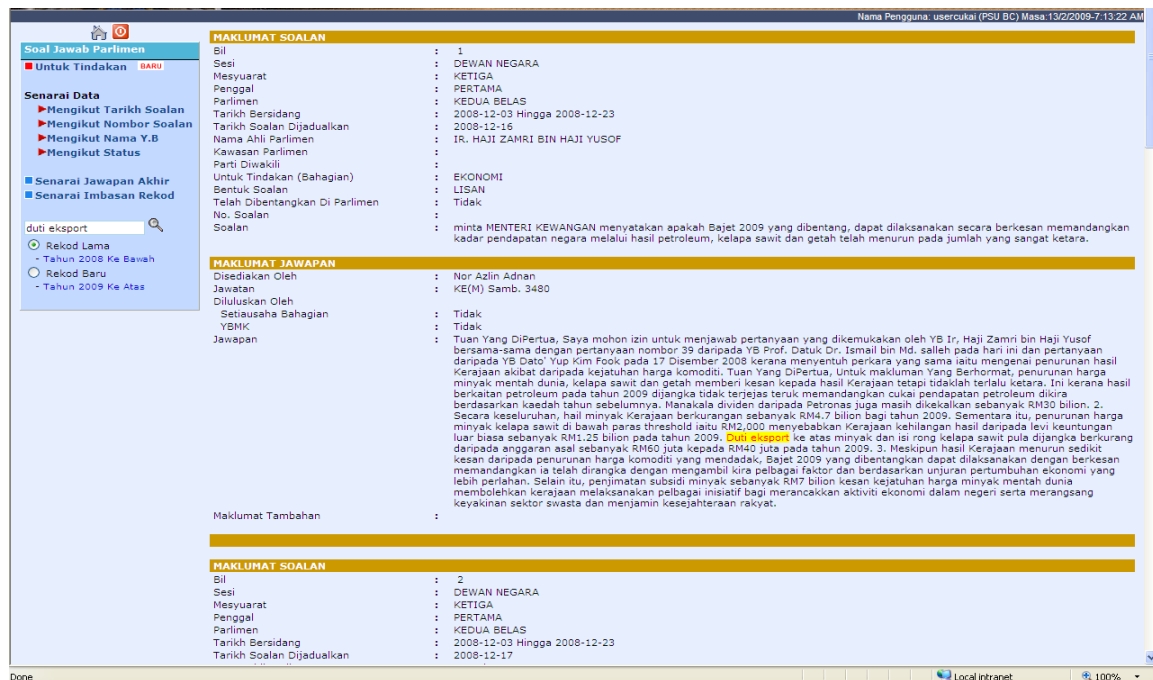 Nama Pengguna: usercukai (PSU BC) Masa:13/2/2009-7:13:22 AM
Soal Jawab Parlimen
Untuk Tindakan BARU
Senarai Data
Mengikut Tarikh Soalan
Mengikut Nombor Soalan
Mengikut Nama Y.B
Mengikut Status
Senarai Jawapan Akhir
Senarai Imbasan Rekod
duti eksport
Rekod Lama
- Tahun 2008 Ke Bawah
Rekod Baru
- Tahun 2009 Ke Atas
MAKLUMAT SOALAN
Bil : 1
Sesi : DEWAN NEGARA
Mesyuarat : KETIGA
Penggal : PERTAMA
Parlimen : KEDUA BELAS
Tarikh Bersidang : 2008-12-03 Hingga 2008-12-23
Tarikh Soalan Dijadualkan : 2008-12-16
Nama Ahli Parlimen : IR. HAJI ZAMRI BIN HAJI YUSOF
Kawasan Parlimen :
Parti Diwakili :
Untuk Tindakan (Bahagian) : EKONOMI
Bentuk Soalan : LISAN
Telah Dibentangkan Di Parlimen : Tidak
No. Soalan :
Soalan : minta MENTERI KEWANGAN menyatakan apakah Bajet 2009 yang dibentang, dapat dilaksanakan secara berkesan memandangkan
kadar pendapatan negara melalui hasil petroleum, kelapa sawit dan getah telah menurun pada jumlah yang sangat ketara.
MAKLUMAT JAWAPAN
Disediakan Oleh : Nor Azlin Adnan
Jawatan : KE(M) Samb. 3480
Diluluskan Oleh
Setiausaha Bahagian : Tidak
YBMK : Tidak
Jawapan : Tuan Yang DiPertua, Saya mohon izin untuk menjawab pertanyaan yang dikemukakan oleh YB Ir, Haji Zamri bin Haji Yusof
bersama-sama dengan pertanyaan nombor 39 daripada YB Prof. Datuk Dr. Ismail bin Md. salleh pada hari ini dan pertanyaan
daripada YB Dato' Yup Kim Fook pada 17 Disember 2008 kerana menyentuh perkara yang sama iaitu mengenai penurunan hasil
Kerajaan akibat daripada kejatuhan harga komoditi. Tuan Yang DiPertua, Untuk makluman Yang Berhormat, penurunan harga
minyak mentah dunia, kelapa sawit dan getah memberi kesan kepada hasil Kerajaan tetapi tidaklah terlalu ketara. Ini kerana hasil
berkaitan petroleum pada tahun 2009 dijangka tidak terjejas teruk memandangkan cukai pendapatan petroleum dikira
berdasarkan kaedah tahun sebelumnya. Manakala dividen daripada Petronas juga masih dikekalkan sebanyak RM30 bilion. 2.
Secara keseluruhan, hail minyak Kerajaan berkurangan sebanyak RM4.7 bilion bagi tahun 2009. Sementara itu, penurunan harga
minyak kelapa sawit di bawah paras threshold iaitu RM2,000 menyebabkan Kerajaan kehilangan hasil daripada levi keuntungan
luar biasa sebanyak RM1.25 bilion pada tahun 2009. Duti eksport ke atas minyak dan isi rong kelapa sawit pula dijangka berkurang
daripada anggaran asal sebanyak RM60 juta kepada RM40 juta pada tahun 2009. 3. Meskipun hasil Kerajaan menurun sedikit
kesan daripada penurunan harga komoditi yang mendadak, Bajet 2009 yang dibentangkan dapat dilaksanakan dengan berkesan
memandangkan ia telah dirangka dengan mengambil kira pelbagai faktor dan berdasarkan unjuran pertumbuhan ekonomi yang
lebih perlahan. Selain itu, penjimatan subsidi minyak sebanyak RM7 bilion kesan kejatuhan harga minyak mentah dunia
membolehkan kerajaan melaksanakan pelbagai inisiatif bagi merancakkan aktiviti ekonomi dalam negeri serta merangsang
keyakinan sektor swasta dan menjamin kesejahteraan rakyat.
Maklumat Tambahan :
MAKLUMAT SOALAN
Bil : 2
Sesi : DEWAN NEGARA
Mesyuarat : KETIGA
Penggal : PERTAMA
Parlimen : KEDUA BELAS
Tarikh Bersidang : 2008-12-03 Hingga 2008-12-23
Tarikh Soalan Dijadualkan : 2008-12-17
Done
Local intranet
100%